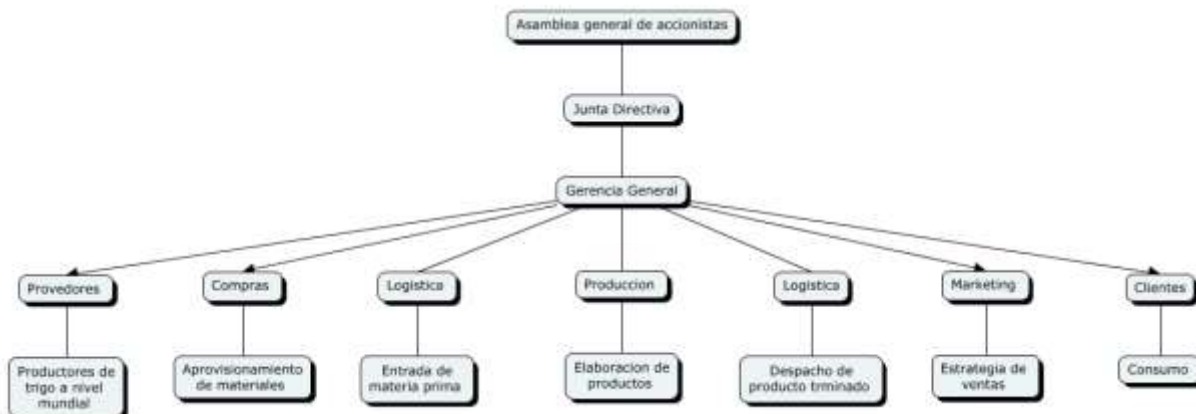 Asamblea general de accionistas
Junta Directiva
Gerencia General
Provedores
Compras
Logistica
Produccion
Logistica
Marketing
Clientes
Productores de
trigo a nivel
mundial
Aprovisionamiento
de materiales
Entrada de
materia prima
Elaboracion de
productos
Despacho de
producto trminado
Estrategia de
ventas
Consumo